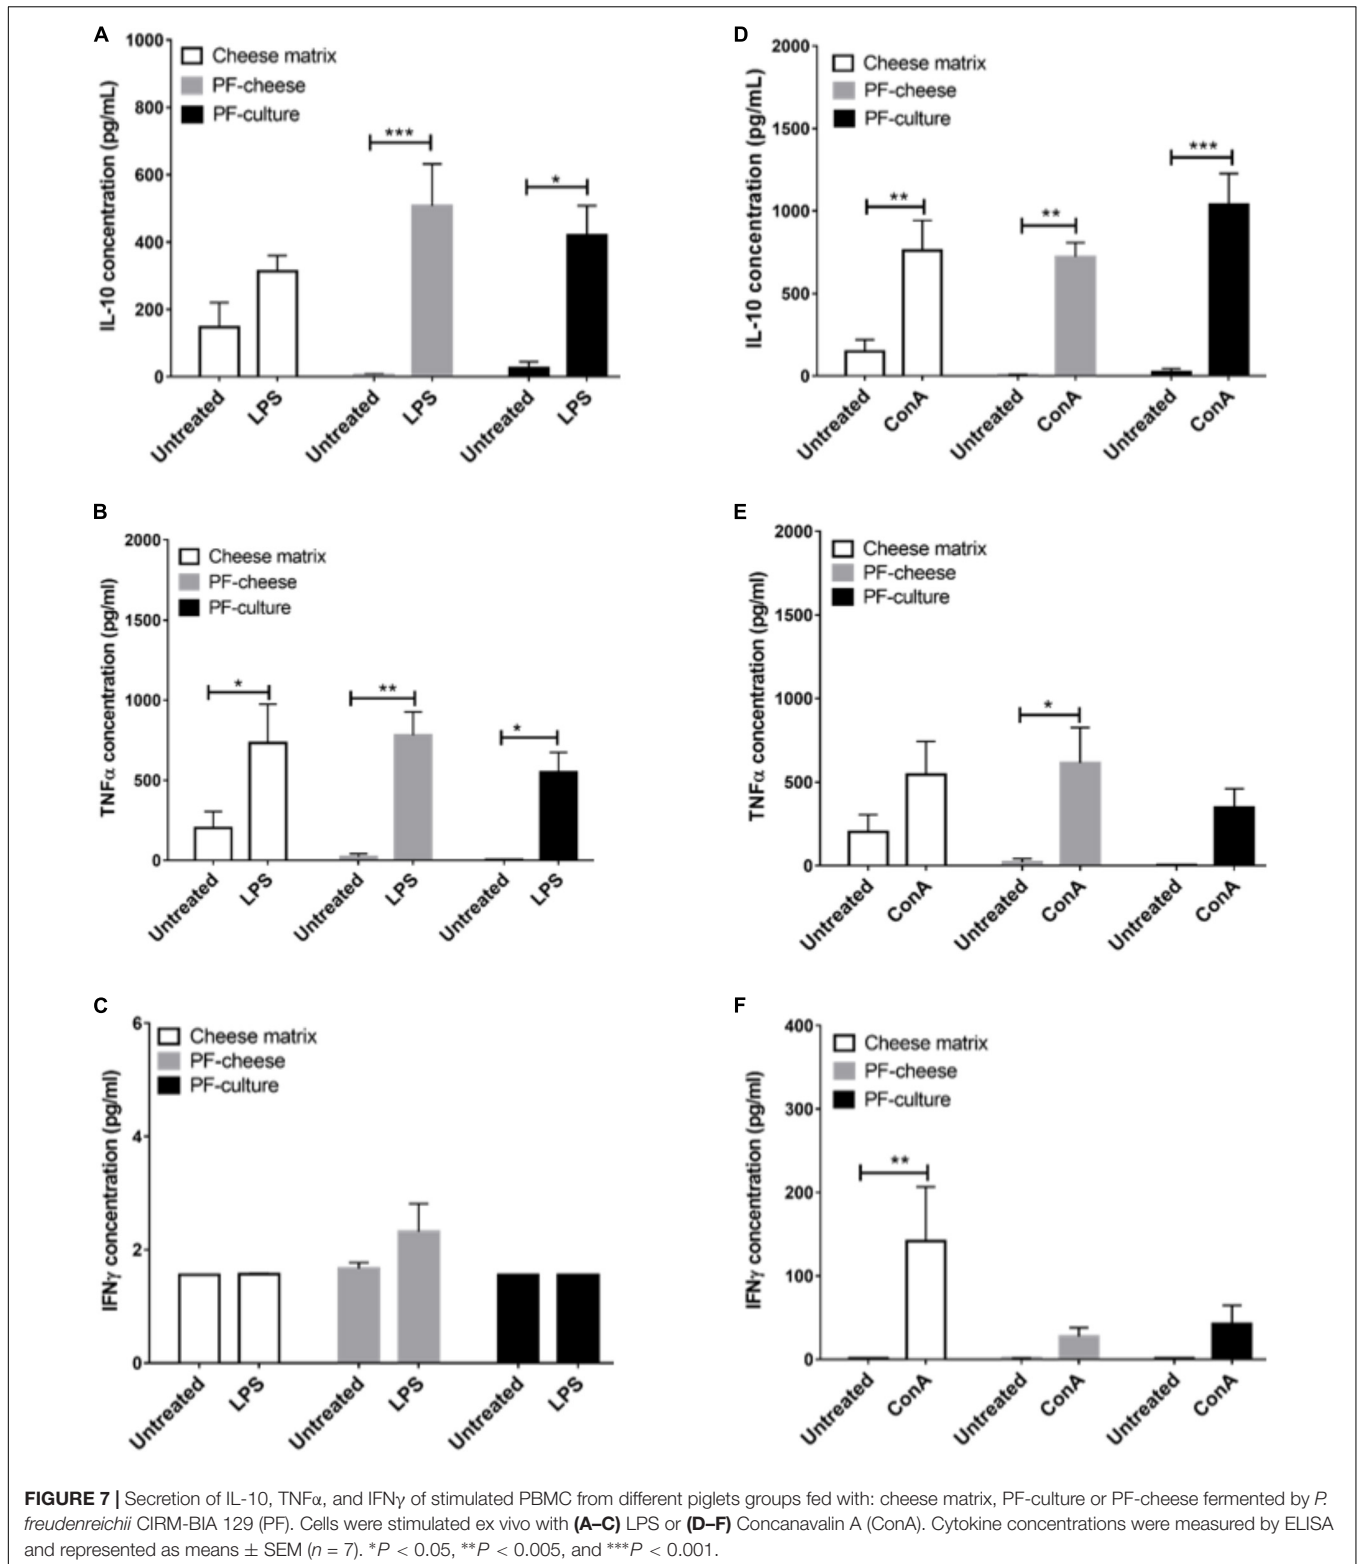 A
IL-10 concentration (pg/mL)
1000
800
600
400
200
0
Cheese matrix
PF-cheese
PF-culture
***
*
Untreated
LPS
Untreated
LPS
Untreated
LPS
D
IL-10 concentration (pg/mL)
2000
1500
1000
500
0
Cheese matrix
PF-cheese
PF-culture
**
**
***
Untreated
ConA
Untreated
ConA
Untreated
ConA
B
TNFα concentration (pg/ml)
2000
1500
1000
500
0
Cheese matrix
PF-cheese
PF-culture
*
**
*
Untreated
LPS
Untreated
LPS
Untreated
LPS
E
TNFα concentration (pg/ml)
2000
1500
1000
500
0
Cheese matrix
PF-cheese
PF-culture
*
Untreated
ConA
Untreated
ConA
Untreated
ConA
C
IFNγ concentration (pg/ml)
6
4
2
0
Cheese matrix
PF-cheese
PF-culture
Untreated
LPS
Untreated
LPS
Untreated
LPS
F
IFNγ concentration (pg/ml)
400
300
200
100
0
Cheese matrix
PF-cheese
PF-culture
**
Untreated
ConA
Untreated
ConA
Untreated
ConA
FIGURE 7 | Secretion of IL-10, TNFα, and IFNγ of stimulated PBMC from different piglets groups fed with: cheese matrix, PF-culture or PF-cheese fermented by P.
freudenreichii CIRM-BIA 129 (PF). Cells were stimulated ex vivo with (A–C) LPS or (D–F) Concanavalin A (ConA). Cytokine concentrations were measured by ELISA
and represented as means ± SEM (n = 7). *P < 0.05, **P < 0.005, and ***P < 0.001.